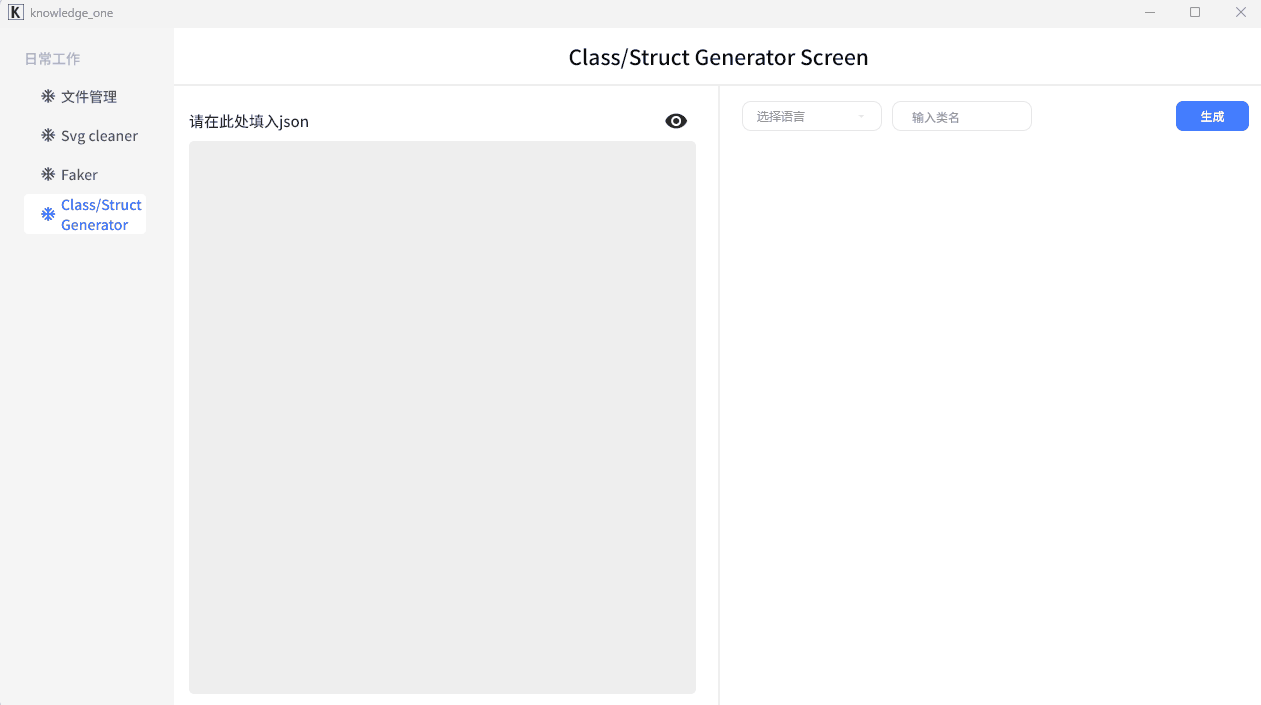 K knowledge_one
日常工作
文件管理
Svg cleaner
Faker
Class/Struct
Generator
Class/Struct Generator Screen
请在此处填入json
选择语言
输入类名
生成